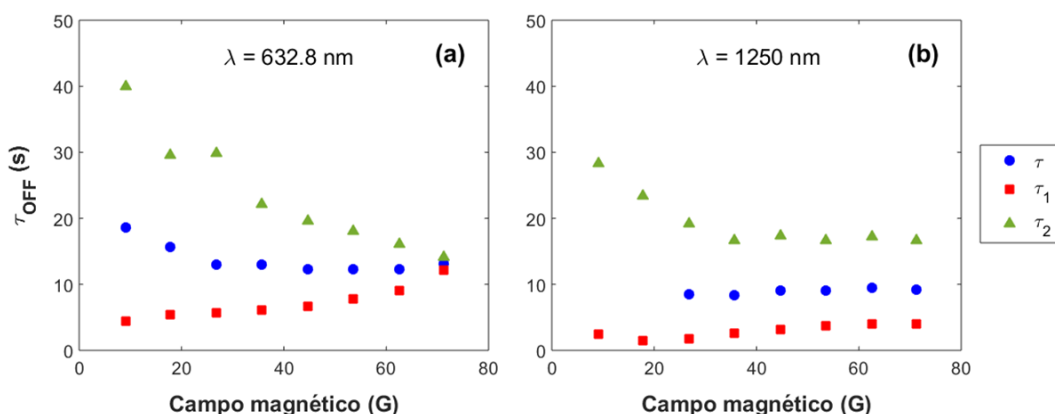 λ = 632.8 nm
(a)
50
40
30
20
10
0
τOFF (s)
0 20 40 60 80
Campo magnético (G)
λ = 1250 nm
(b)
50
40
30
20
10
0
0 20 40 60 80
Campo magnético (G)
τ
τ1
τ2